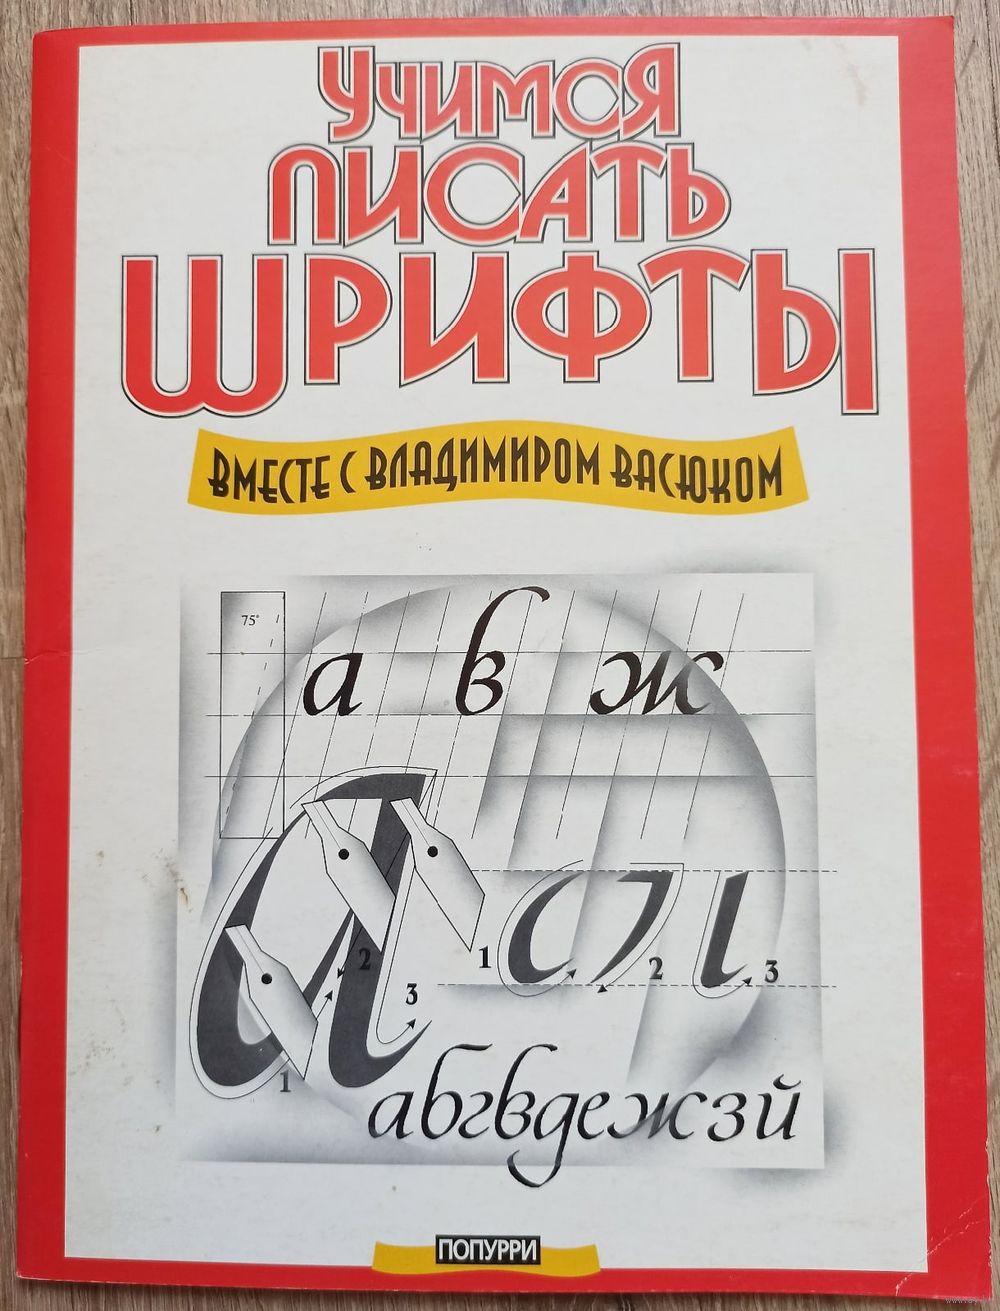 Учимся
писать
шрифты
вместе с Владимиром Васюком
75°
а в ж
2
1
2
3
3
1
абгвдежзй
ПОПУРРИ